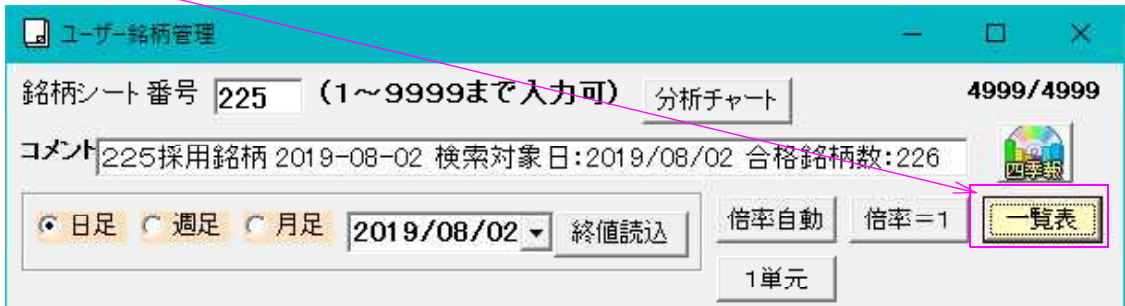 ユーザー銘柄管理
銘柄シート番号 225 (1～9999まで入力可) 分析チャート 4999/4999
コメント 225採用銘柄 2019-08-02 検索対象日:2019/08/02 合格銘柄数:226 四季報
日足 週足 月足 2019/08/02 終値読込 倍率自動 倍率=1 一覧表
1単元